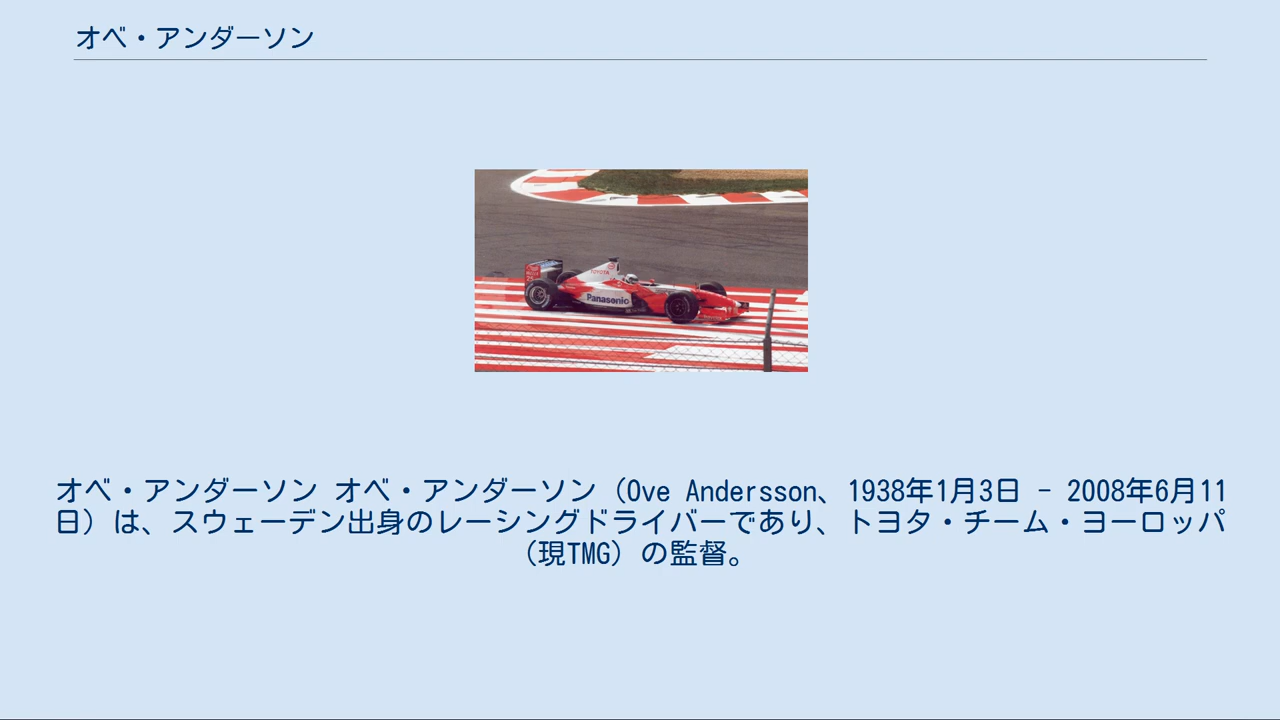 オベ・アンダーソン
TOYOTA
Panasonic
オベ・アンダーソン オベ・アンダーソン（Ove Andersson、1938年1月3日 - 2008年6月11
日）は、スウェーデン出身のレーシングドライバーであり、トヨタ・チーム・ヨーロッパ
（現TMG）の監督。